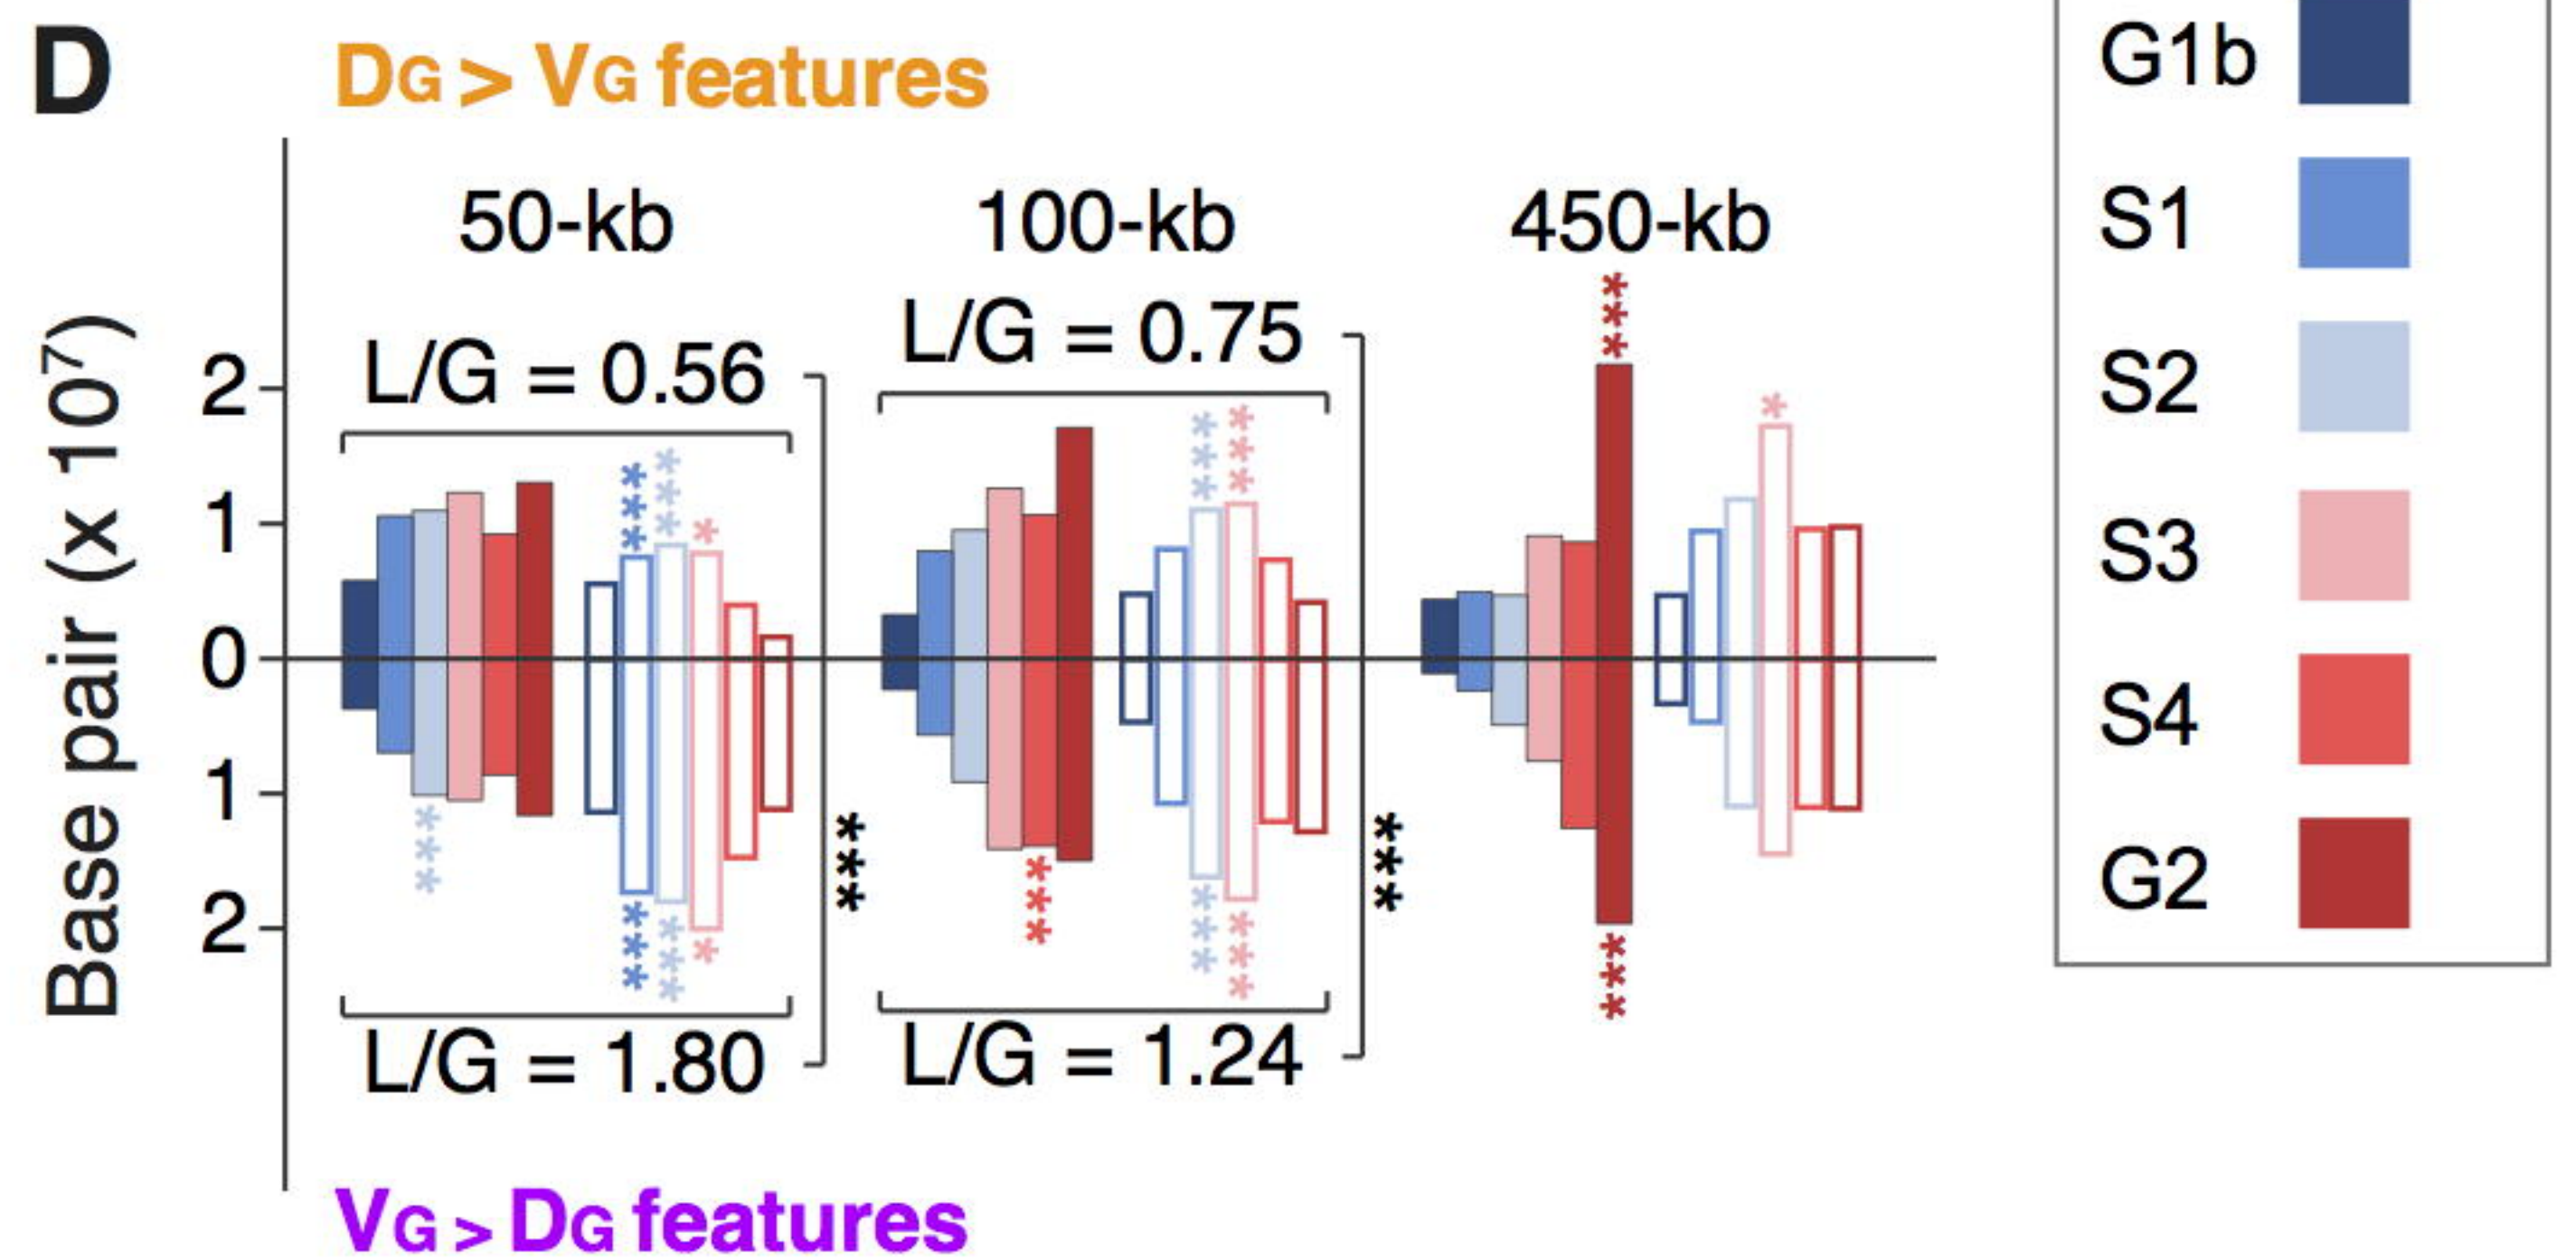 D
DG > VG features
50-kb 100-kb 450-kb
L/G = 0.56
L/G = 0.75
***
*** *** *
*** ***
*
Base pair (x 10⁷)
2
1
0
1
2
***
*** *** *
***
***
*** ***
***
***
L/G = 1.80
L/G = 1.24
VG > DG features
G1b
S1
S2
S3
S4
G2